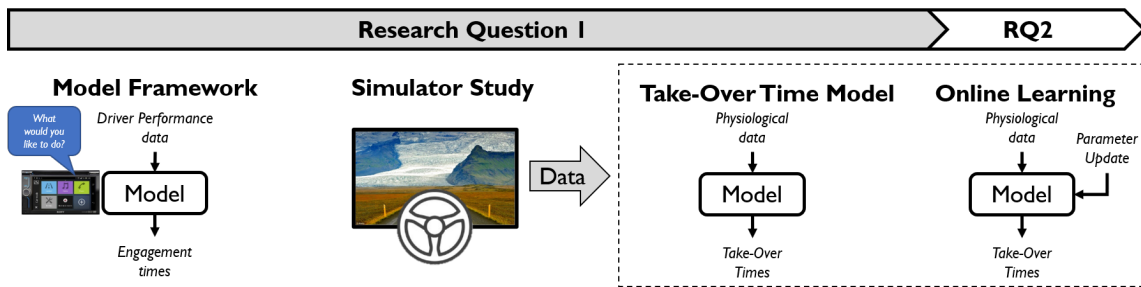 Research Question 1
RQ2
Model Framework
What
would you
like to do?
Driver Performance
data
Model
Engagement
times
Simulator Study
Data
Take-Over Time Model
Physiological
data
Model
Take-Over
Times
Online Learning
Physiological
data
Parameter
Update
Model
Take-Over
Times